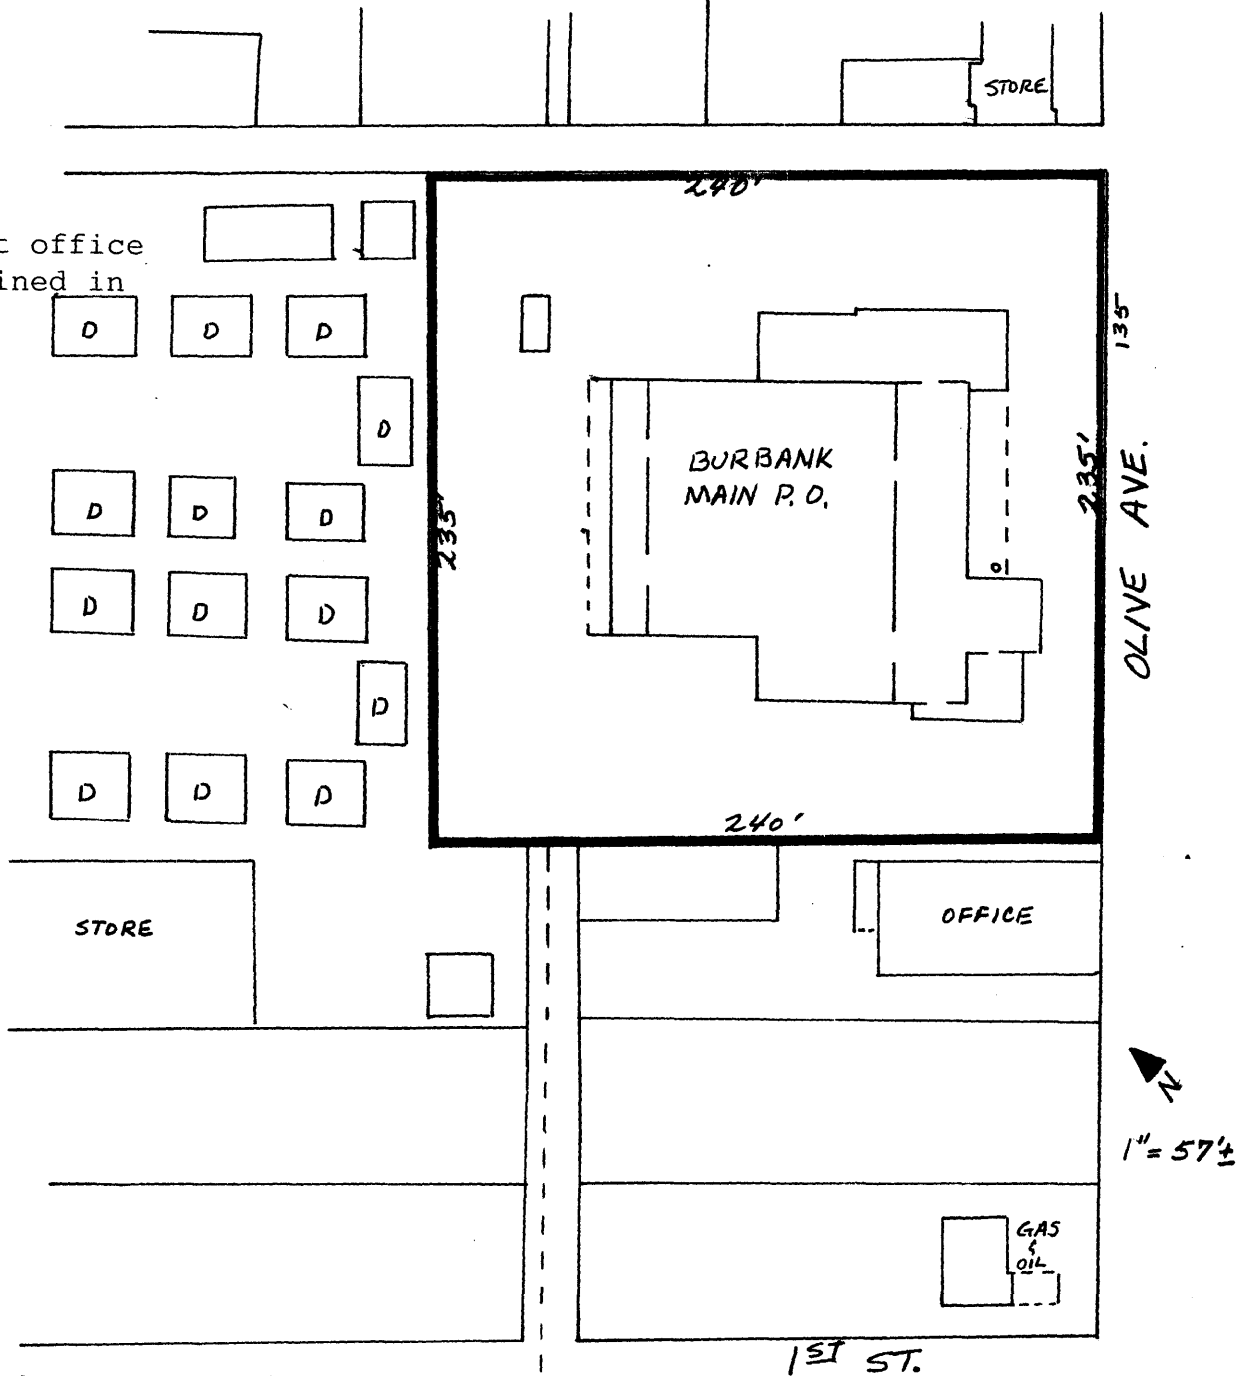 STORE
240'
t office
ined in
D
D
D
135
D
BURBANK
MAIN P.O.
235'
235'
OLIVE AVE.
D
D
D
D
D
D
D
D
D
D
240'
STORE
OFFICE
N
1"= 57'±
GAS
&
OIL
1ST ST.